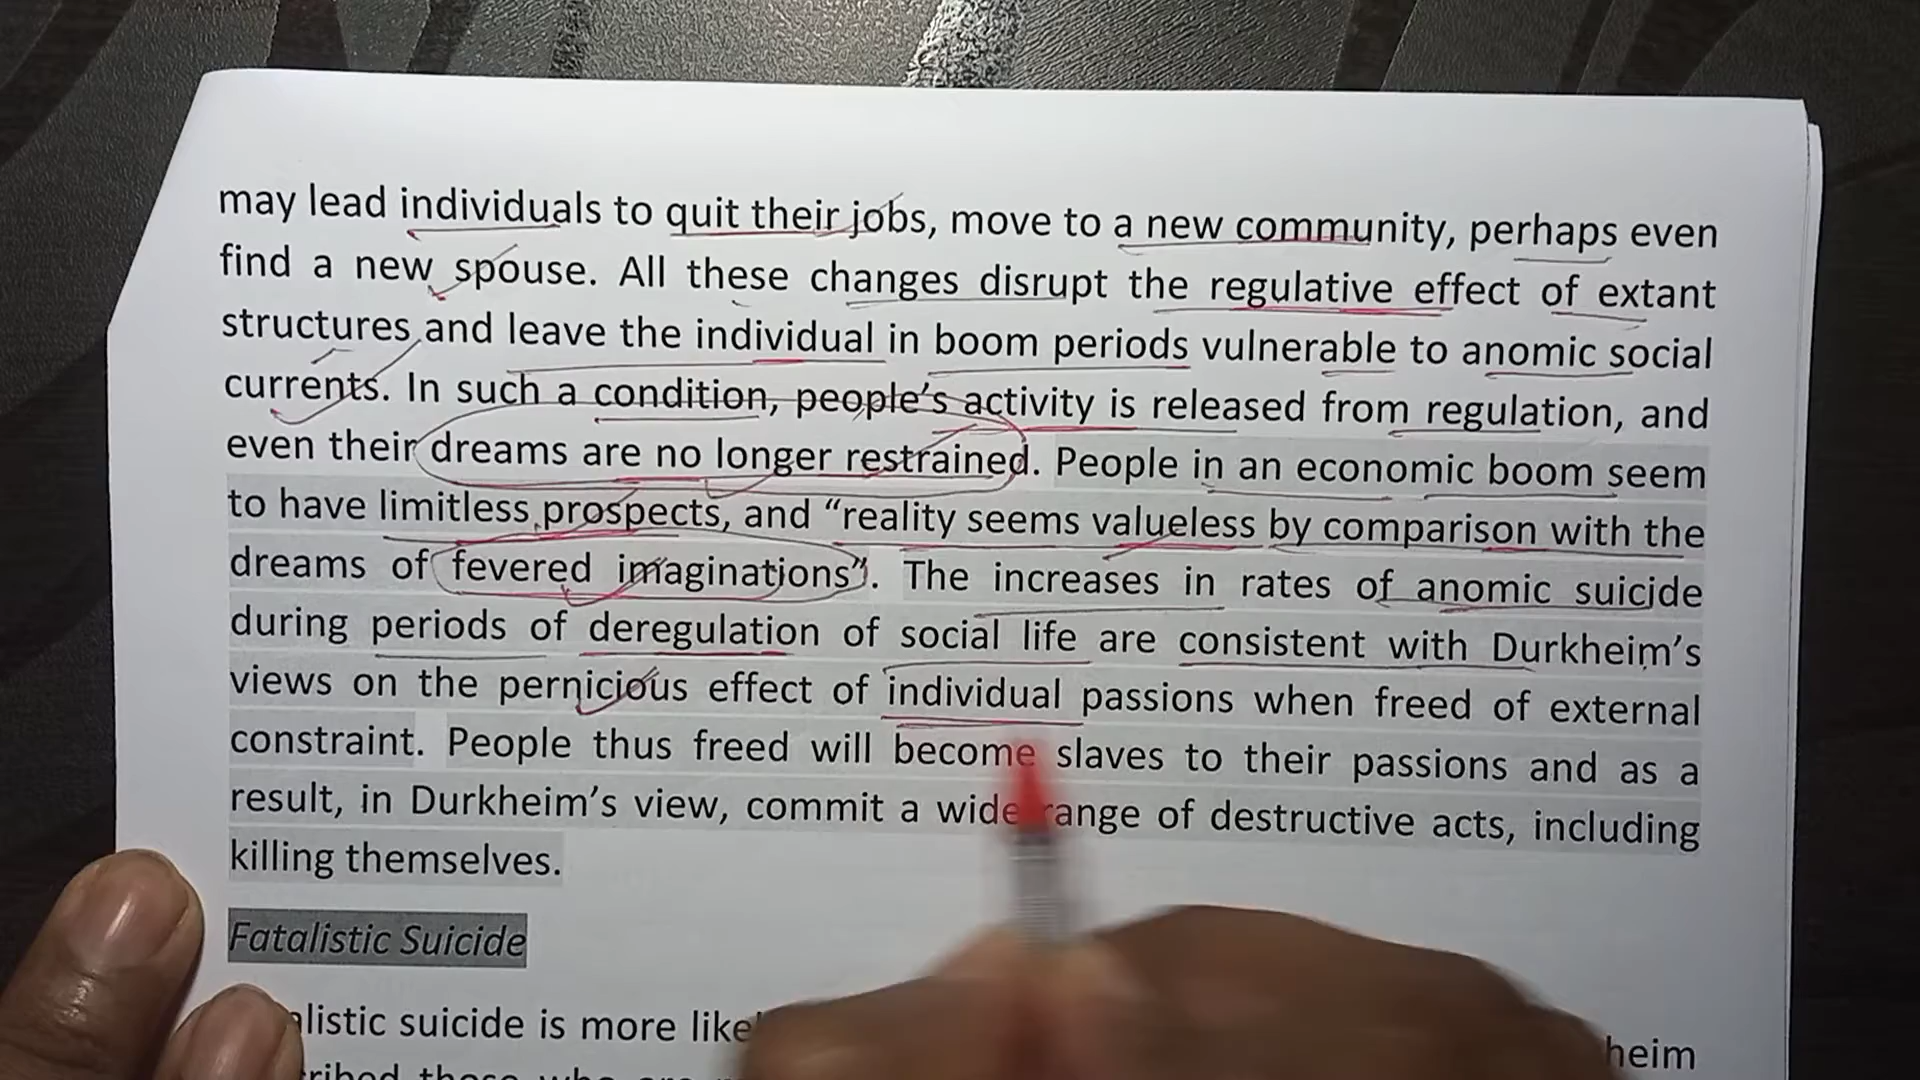 may lead individuals to quit their jobs, move to a new community, perhaps even
find a new spouse. All these changes disrupt the regulative effect of extant
structures and leave the individual in boom periods vulnerable to anomic social
currents. In such a condition, people's activity is released from regulation, and
even their dreams are no longer restrained. People in an economic boom seem
to have limitless prospects, and “reality seems valueless by comparison with the
dreams of fevered imaginations”. The increases in rates of anomic suicide
during periods of deregulation of social life are consistent with Durkheim's
views on the pernicious effect of individual passions when freed of external
constraint. People thus freed will become slaves to their passions and as a
result, in Durkheim's view, commit a wide range of destructive acts, including
killing themselves.
Fatalistic Suicide
suicide is more